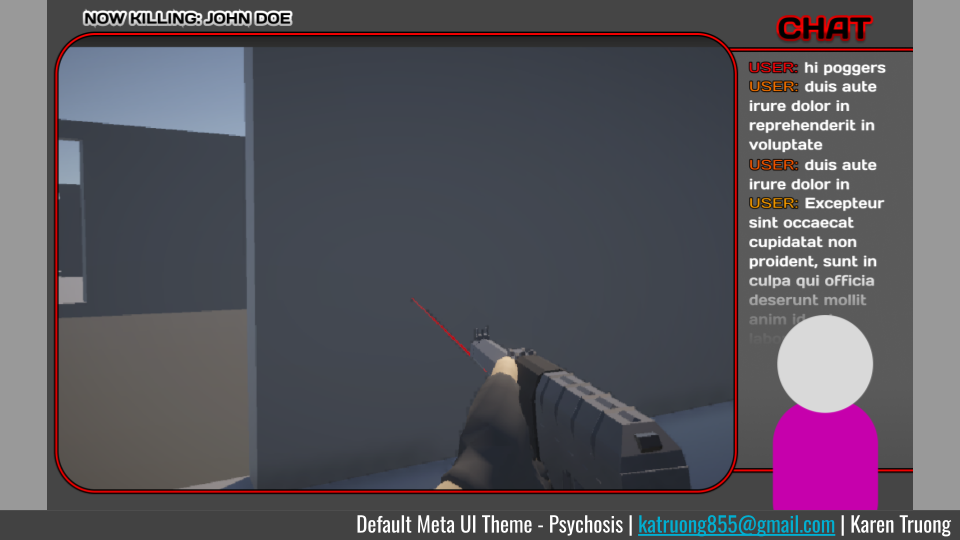 NOW KILLING: JOHN DOE
CHAT
USER: hi poggers
USER: duis aute
irure dolor in
reprehenderit in
voluptate
USER: duis aute
irure dolor in
USER: Excepteur
sint occaecat
cupidatat non
proident, sunt in
culpa qui officia
deserunt mollit
anim
Default Meta UI Theme - Psychosis | katruong855@gmail.com | Karen Truong